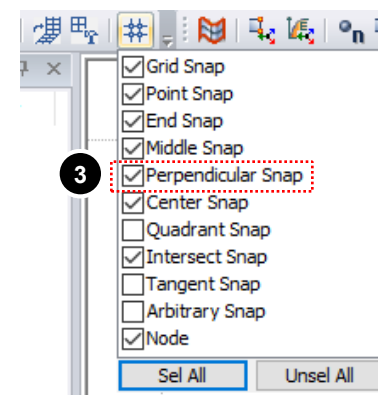 n
Grid Snap
Point Snap
End Snap
Middle Snap
3
Perpendicular Snap
Center Snap
Quadrant Snap
Intersect Snap
Tangent Snap
Arbitrary Snap
Node
Sel All Unsel All